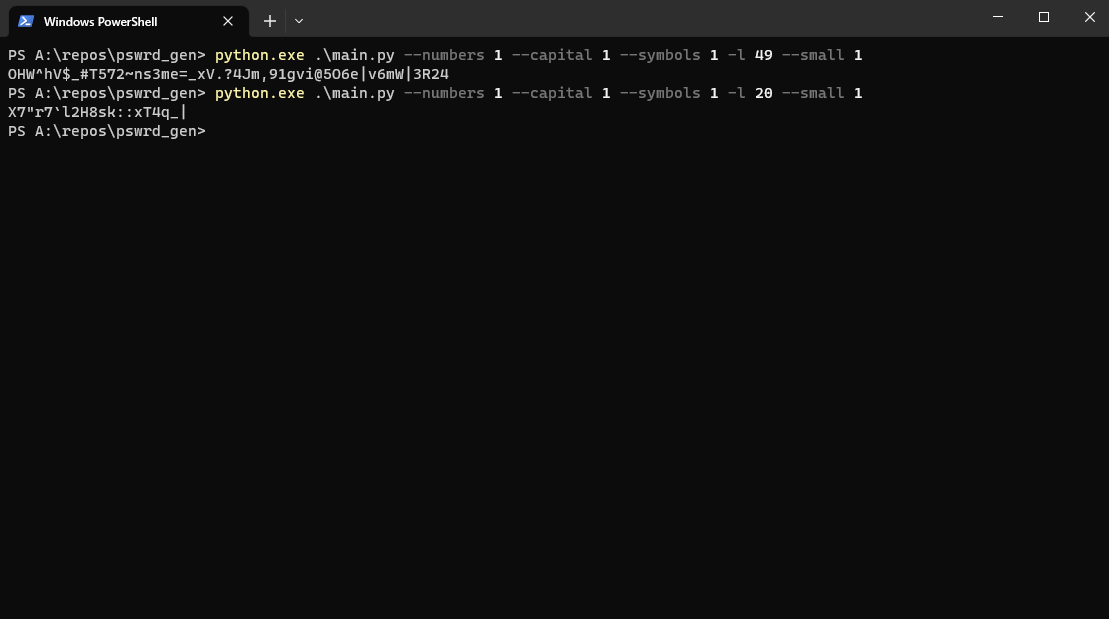 Windows PowerShell
PS A:\repos\pswrd_gen> python.exe .\main.py --numbers 1 --capital 1 --symbols 1 -l 49 --small 1
OHW^hV$_#T572~ns3me=_xV.?4Jm,91gvi@5O6e|v6mW|3R24
PS A:\repos\pswrd_gen> python.exe .\main.py --numbers 1 --capital 1 --symbols 1 -l 20 --small 1
X7"r7`l2H8sk::xT4q_|
PS A:\repos\pswrd_gen>